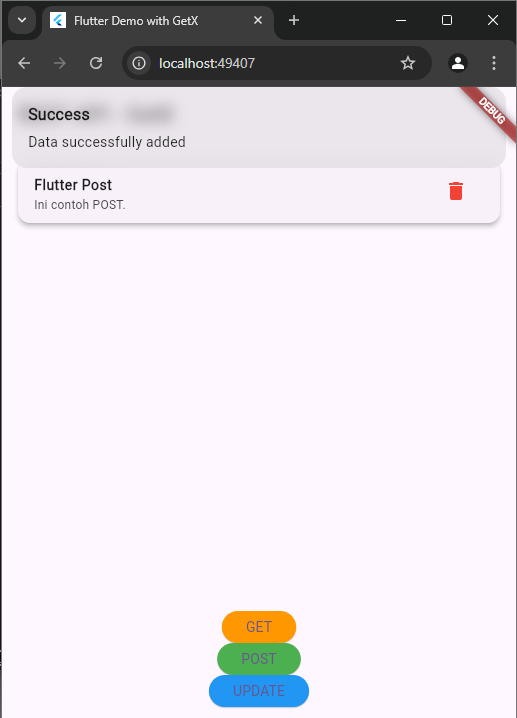 Flutter Demo with GetX
localhost:49407
DEBUG
Success
Data successfully added
Flutter Post
Ini contoh POST.
GET
POST
UPDATE